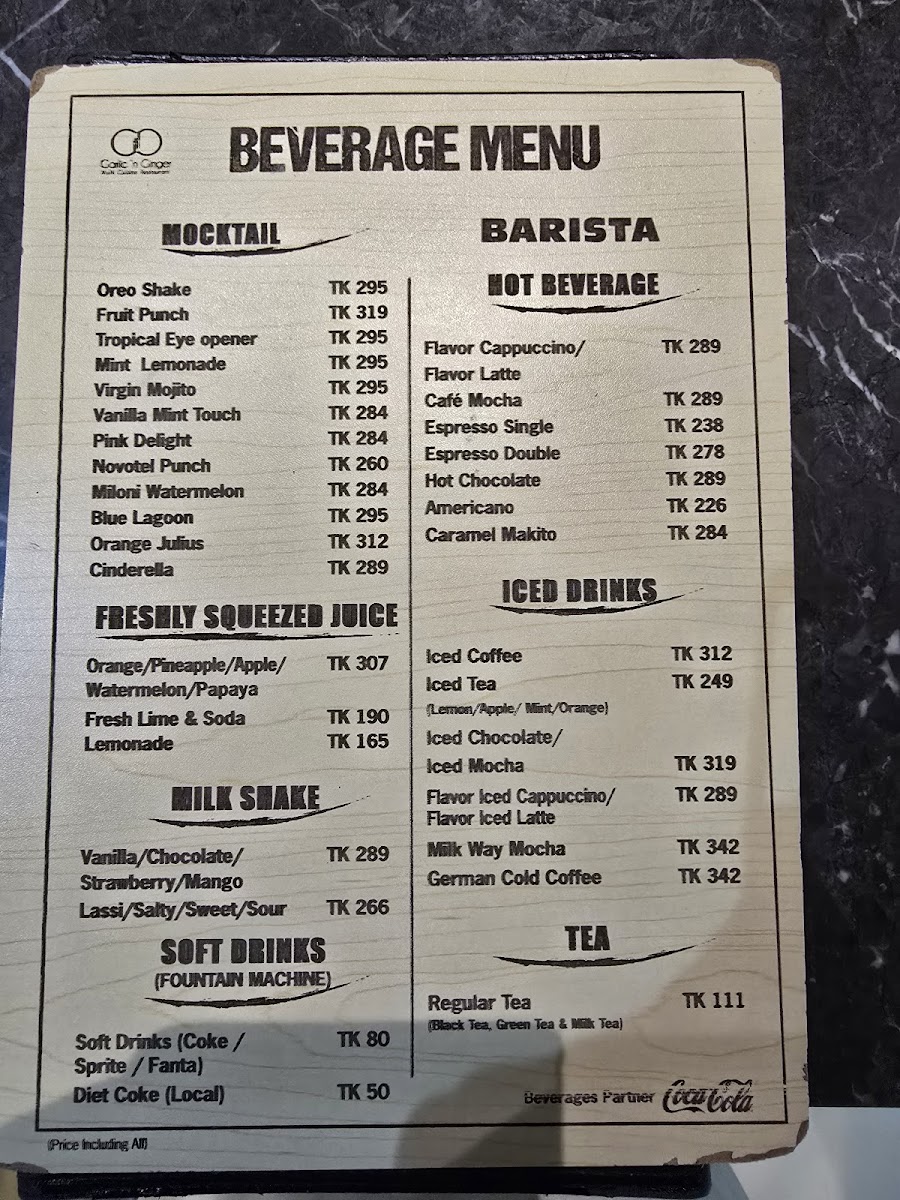 Garlic 'n Ginger
Multi Cuisine Restaurant
BEVERAGE MENU
MOCKTAIL
Oreo Shake TK 295
Fruit Punch TK 319
Tropical Eye opener TK 295
Mint Lemonade TK 295
Virgin Mojito TK 295
Vanilla Mint Touch TK 284
Pink Delight TK 284
Novotel Punch TK 260
Miloni Watermelon TK 284
Blue Lagoon TK 295
Orange Julius TK 312
Cinderella TK 289
FRESHLY SQUEEZED JUICE
Orange/Pineapple/Apple/ TK 307
Watermelon/Papaya
Fresh Lime & Soda TK 190
Lemonade TK 165
MILK SHAKE
Vanilla/Chocolate/ TK 289
Strawberry/Mango
Lassi/Salty/Sweet/Sour TK 266
SOFT DRINKS
(FOUNTAIN MACHINE)
Soft Drinks (Coke / TK 80
Sprite / Fanta)
Diet Coke (Local) TK 50
BARISTA
HOT BEVERAGE
Flavor Cappuccino/ TK 289
Flavor Latte
Café Mocha TK 289
Espresso Single TK 238
Espresso Double TK 278
Hot Chocolate TK 289
Americano TK 226
Caramel Makito TK 284
ICED DRINKS
Iced Coffee TK 312
Iced Tea TK 249
(Lemon/Apple/ Mint/Orange)
Iced Chocolate/
Iced Mocha TK 319
Flavor Iced Cappuccino/ TK 289
Flavor Iced Latte
Milk Way Mocha TK 342
German Cold Coffee TK 342
TEA
Regular Tea TK 111
(Black Tea, Green Tea & Milk Tea)
Beverages Partner Coca-Cola
(Price Including All)